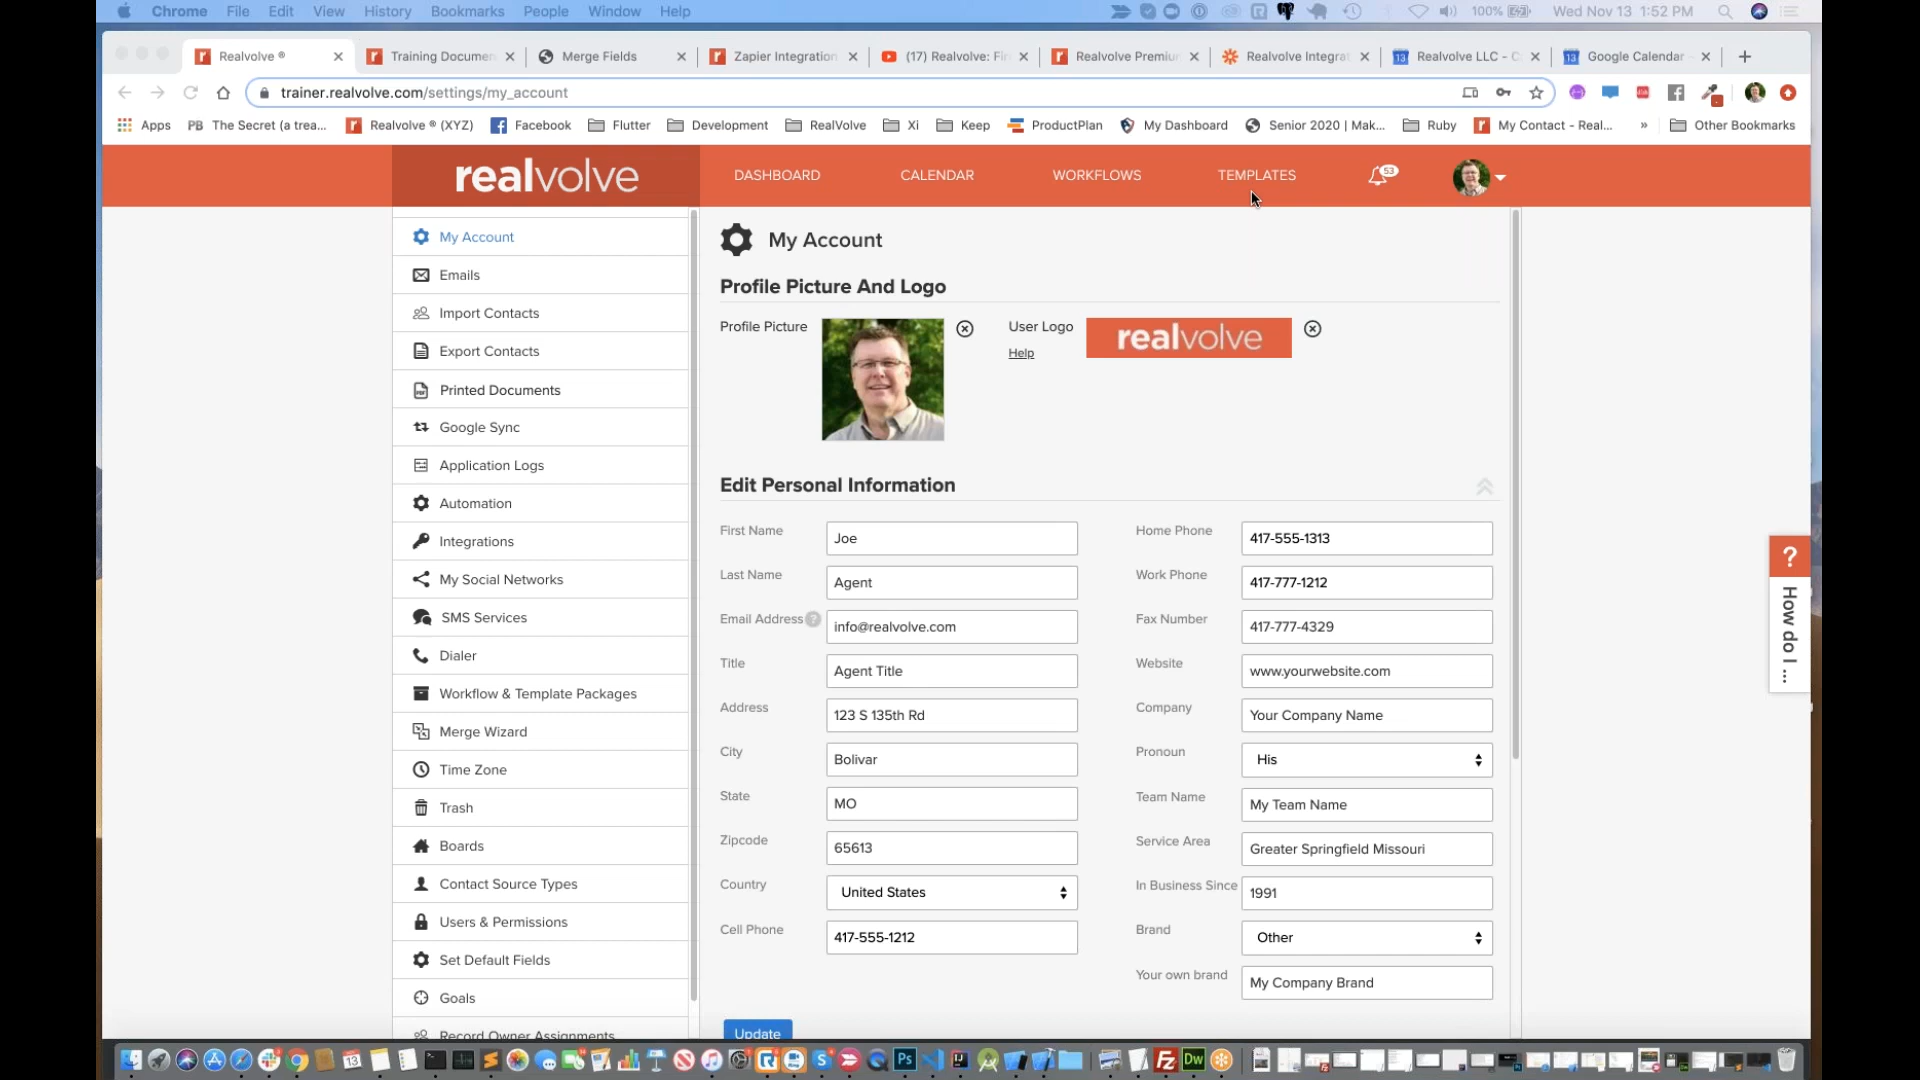 Chrome File Edit View History Bookmarks People Window Help 100% Wed Nov 13 1:52 PM
Realvolve ® Training Documen Merge Fields Zapier Integration (17) Realvolve: Fir Realvolve Premium Realvolve Integrat Realvolve LLC - C Google Calendar -
trainer.realvolve.com/settings/my_account
Apps PB The Secret (a trea... Realvolve ® (XYZ) Facebook Flutter Development RealVolve Xi Keep ProductPlan My Dashboard Senior 2020 | Mak... Ruby My Contact - Real... » Other Bookmarks
realvolve DASHBOARD CALENDAR WORKFLOWS TEMPLATES 53
My Account
Emails
Import Contacts
Export Contacts
Printed Documents
Google Sync
Application Logs
Automation
Integrations
My Social Networks
SMS Services
Dialer
Workflow & Template Packages
Merge Wizard
Time Zone
Trash
Boards
Contact Source Types
Users & Permissions
Set Default Fields
Goals
Record Owner Assignments
My Account
Profile Picture And Logo
Profile Picture
User Logo
Help
realvolve
Edit Personal Information
First Name Joe
Last Name Agent
Email Address ? info@realvolve.com
Title Agent Title
Address 123 S 135th Rd
City Bolivar
State MO
Zipcode 65613
Country United States
Cell Phone 417-555-1212
Home Phone 417-555-1313
Work Phone 417-777-1212
Fax Number 417-777-4329
Website www.yourwebsite.com
Company Your Company Name
Pronoun His
Team Name My Team Name
Service Area Greater Springfield Missouri
In Business Since 1991
Brand Other
Your own brand My Company Brand
Update
? How do I ...
Ps Fz Dw